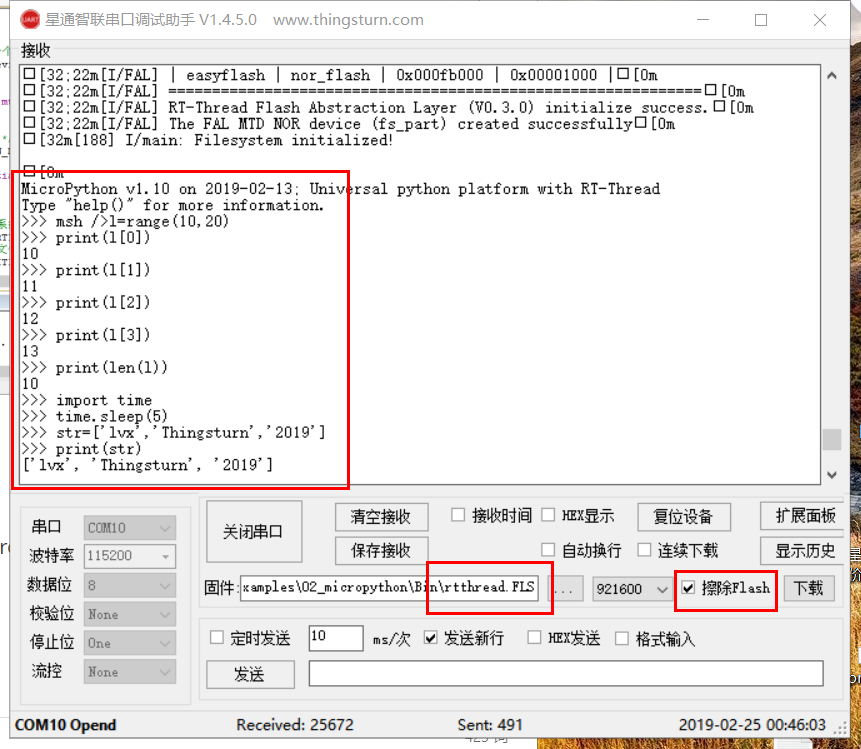 星通智联串口调试助手 V1.4.5.0    www.thingsturn.com
接收
[32;22m[I/FAL] | easyflash | nor_flash | 0x000fb000 | 0x00001000 |[0m
[32;22m[I/FAL] =============================================================[0m
[32;22m[I/FAL] RT-Thread Flash Abstraction Layer (V0.3.0) initialize success.[0m
[32;22m[I/FAL] The FAL MTD NOR device (fs_part) created successfully[0m
[32m[188] I/main: Filesystem initialized!
[0m
MicroPython v1.10 on 2019-02-13; Universal python platform with RT-Thread
Type "help()" for more information.
>>> msh />l=range(10,20)
>>> print(l[0])
10
>>> print(l[1])
11
>>> print(l[2])
12
>>> print(l[3])
13
>>> print(len(l))
10
>>> import time
>>> time.sleep(5)
>>> str=['lvx','Thingsturn','2019']
>>> print(str)
['lvx', 'Thingsturn', '2019']
串口 COM10
波特率 115200
数据位 8
校验位 None
停止位 One
流控 None
关闭串口 清空接收 接收时间 HEX显示 复位设备 扩展面板
保存接收 自动换行 连续下载 显示历史
固件: xamples\02_micropython\Bin\rtthread.FLS ... 921600 擦除Flash 下载
定时发送 10 ms/次 发送新行 HEX发送 格式输入
发送
COM10 Opend Received: 25672 Sent: 491 2019-02-25 00:46:03